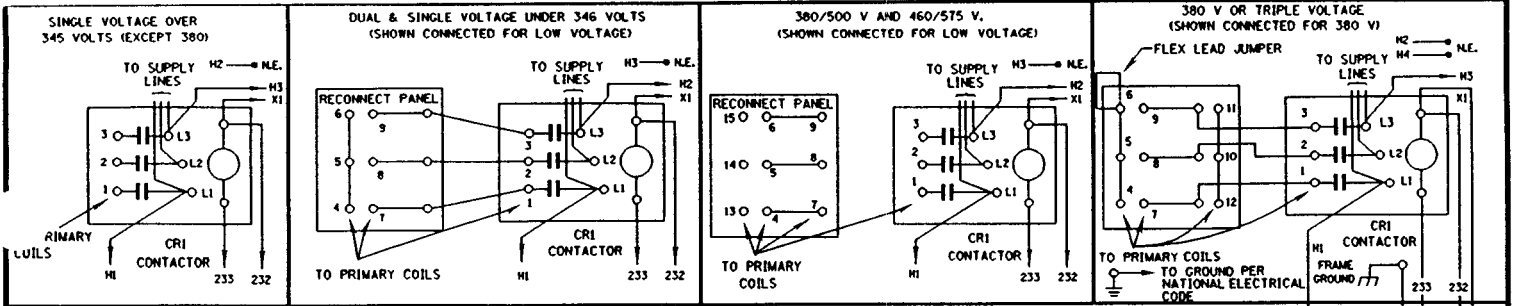 SINGLE VOLTAGE OVER
345 VOLTS (EXCEPT 380)
H2 N.E.
TO SUPPLY
LINES
H3
X1
3
L3
2
L2
1
L1
RIMARY
COILS
CR1
CONTACTOR
H1
233 232
DUAL & SINGLE VOLTAGE UNDER 346 VOLTS
(SHOWN CONNECTED FOR LOW VOLTAGE)
H3 N.E.
TO SUPPLY
LINES
H2
X1
RECONNECT PANEL
6
9
3
L3
5
8
2
L2
4
7
1
L1
CR1
CONTACTOR
TO PRIMARY COILS
H1
233 232
380/500 V AND 460/575 V.
(SHOWN CONNECTED FOR LOW VOLTAGE)
H3 N.E.
TO SUPPLY
LINES
H2
X1
RECONNECT PANEL
15 6 9
3
L3
14 5 8
2
L2
13 4 7
1
L1
CR1
CONTACTOR
TO PRIMARY
COILS
H1
233 232
380 V OR TRIPLE VOLTAGE
(SHOWN CONNECTED FOR 380 V)
FLEX LEAD JUMPER
H2 N.E.
H4
TO SUPPLY
LINES
H3
X1
6
9
11
3
L3
5
8
10
2
L2
4
7
12
1
L1
TO PRIMARY COILS
H1
CR1
CONTACTOR
TO GROUND PER
NATIONAL ELECTRICAL
CODE
FRAME
GROUND
233 232